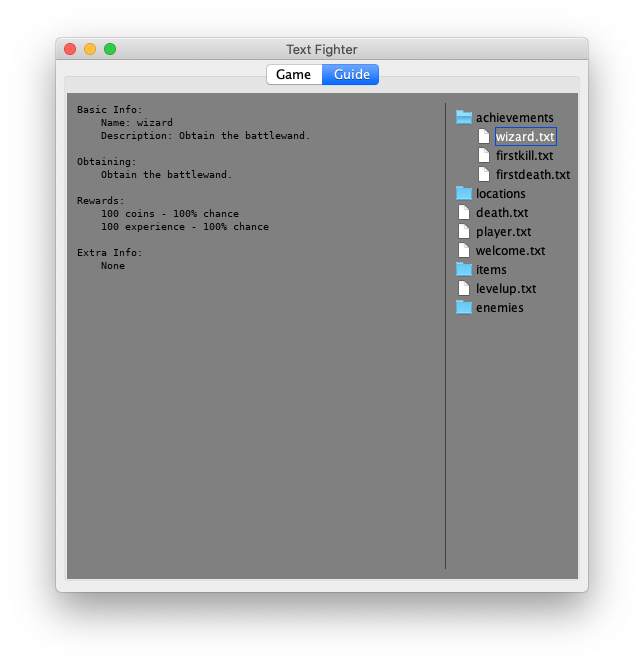 Text Fighter
Game
Guide
Basic Info:
Name: wizard
Description: Obtain the battlewand.
Obtaining:
Obtain the battlewand.
Rewards:
100 coins - 100% chance
100 experience - 100% chance
Extra Info:
None
achievements
wizard.txt
firstkill.txt
firstdeath.txt
locations
death.txt
player.txt
welcome.txt
items
levelup.txt
enemies